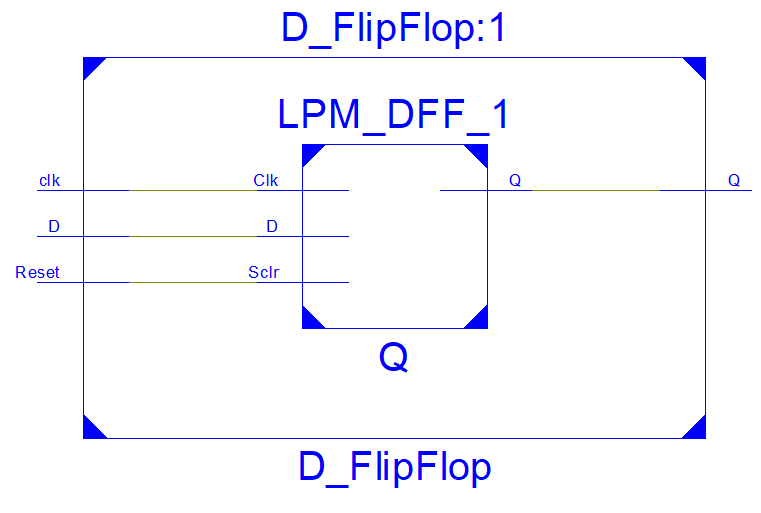 D_FlipFlop:1
LPM_DFF_1
clk Clk Q Q
D D
Reset Sclr
Q
D_FlipFlop